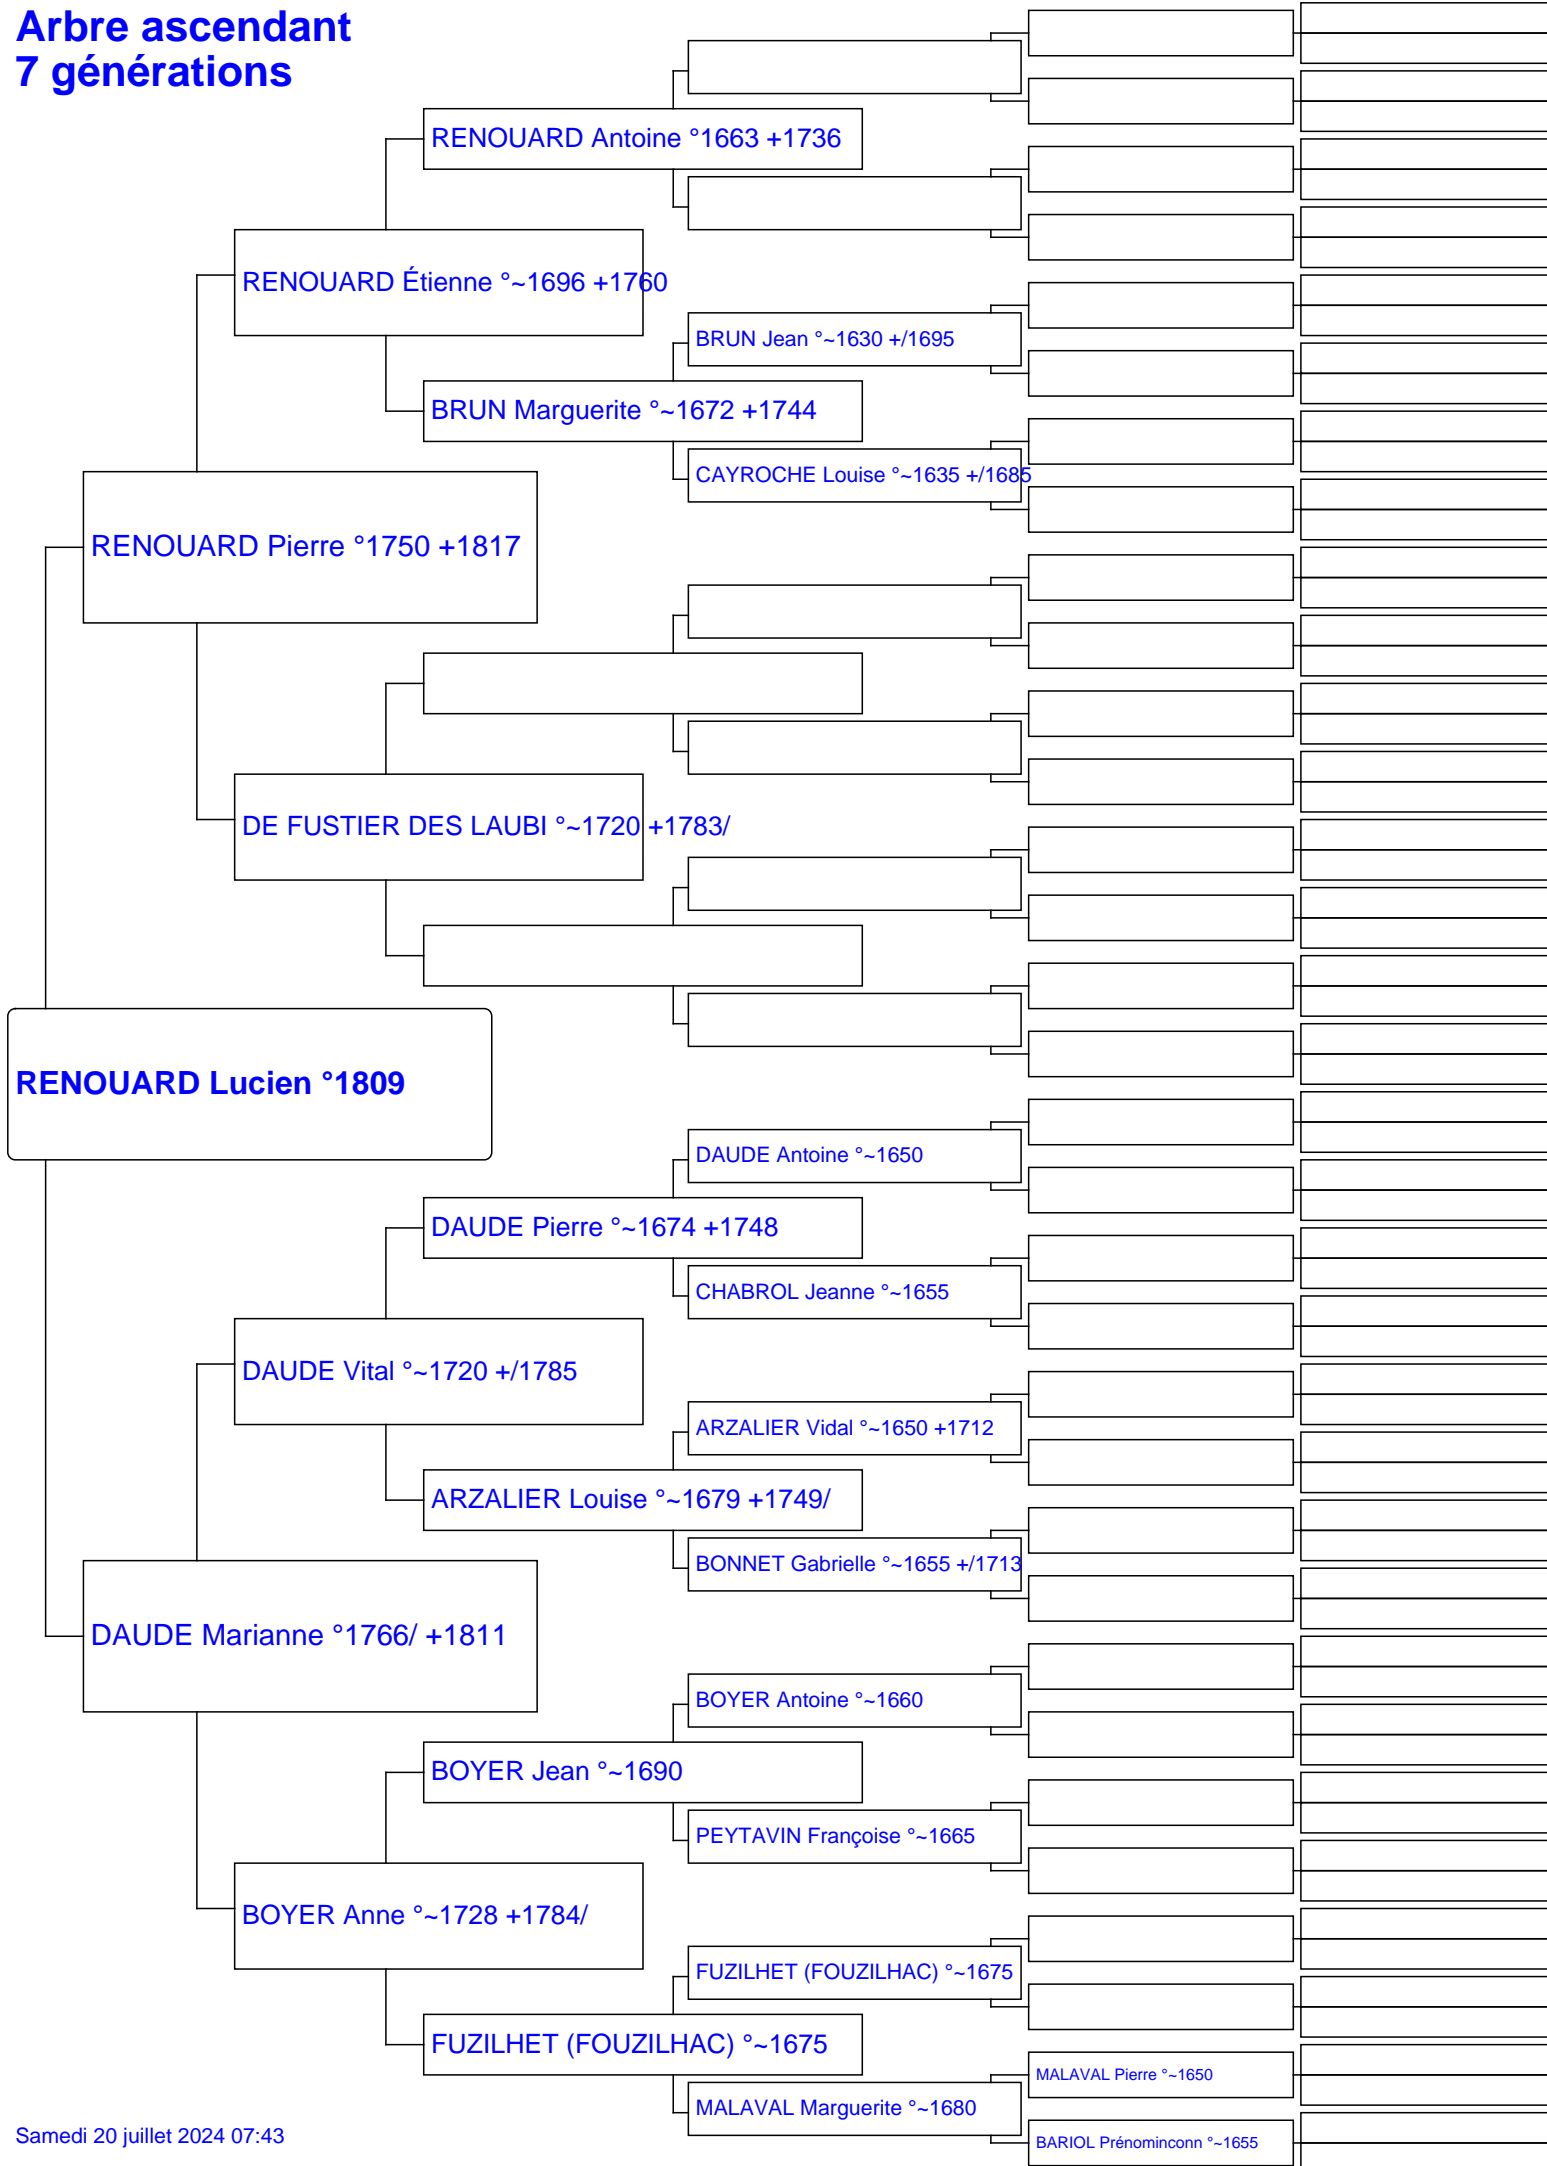 Arbre ascendant
7 générations
RENOUARD Antoine °1663 +1736
RENOUARD Étienne °~1696 +1760
BRUN Jean °~1630 +/1695
BRUN Marguerite °~1672 +1744
CAYROCHE Louise °~1635 +/1685
RENOUARD Pierre °1750 +1817
DE FUSTIER DES LAUBI °~1720 +1783/
RENOUARD Lucien °1809
DAUDE Antoine °~1650
DAUDE Pierre °~1674 +1748
CHABROL Jeanne °~1655
DAUDE Vital °~1720 +/1785
ARZALIER Vidal °~1650 +1712
ARZALIER Louise °~1679 +1749/
BONNET Gabrielle °~1655 +/1713
DAUDE Marianne °1766/ +1811
BOYER Antoine °~1660
BOYER Jean °~1690
PEYTAVIN Françoise °~1665
BOYER Anne °~1728 +1784/
FUZILHET (FOUZILHAC) °~1675
FUZILHET (FOUZILHAC) °~1675
MALAVAL Pierre °~1650
MALAVAL Marguerite °~1680
BARIOL Prénominconn °~1655
Samedi 20 juillet 2024 07:43